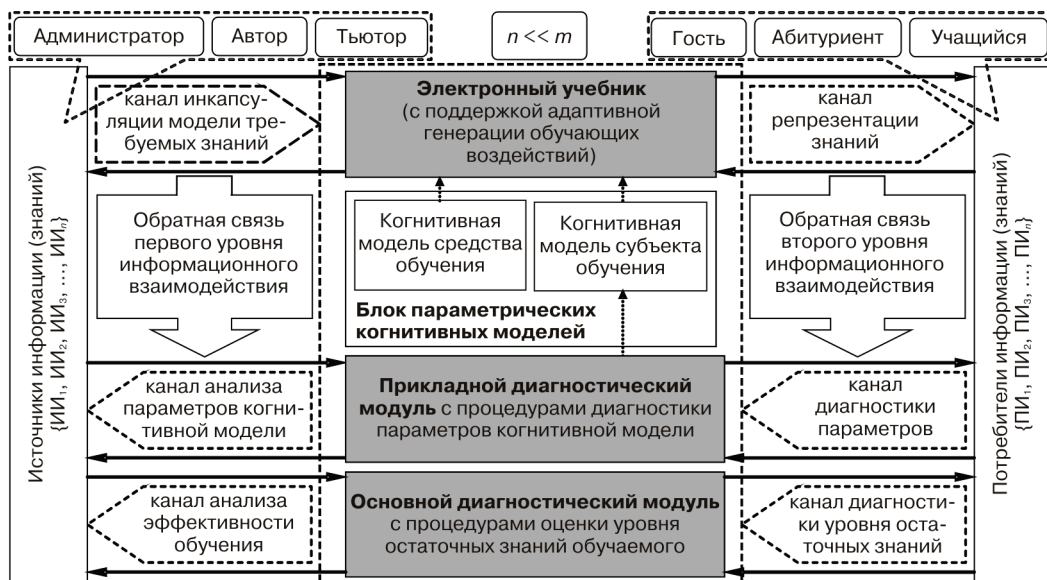 Администратор
Автор
Тьютор
n << m
Гость
Абитуриент
Учащийся
Источники информации (знаний)
{ИИ₁, ИИ₂, ИИ₃, ..., ИИₙ}
канал инкапсу-
ляции модели тре-
буемых знаний
Электронный учебник
(с поддержкой адаптивной
генерации обучающих
воздействий)
канал
репрезентации
знаний
Обратная связь
первого уровня
информационного
взаимодействия
Когнитивная
модель средства
обучения
Когнитивная
модель субъекта
обучения
Блок параметрических
когнитивных моделей
Обратная связь
второго уровня
информационного
взаимодействия
канал анализа
параметров когни-
тивной модели
Прикладной диагностический
модуль с процедурами диагностики
параметров когнитивной модели
канал
диагностики
параметров
канал анализа
эффективности
обучения
Основной диагностический модуль
с процедурами оценки уровня
остаточных знаний обучаемого
канал диагности-
ки уровня оста-
точных знаний
Потребители информации (знаний)
{ПИ₁, ПИ₂, ПИ₃, ..., ПИₙ}